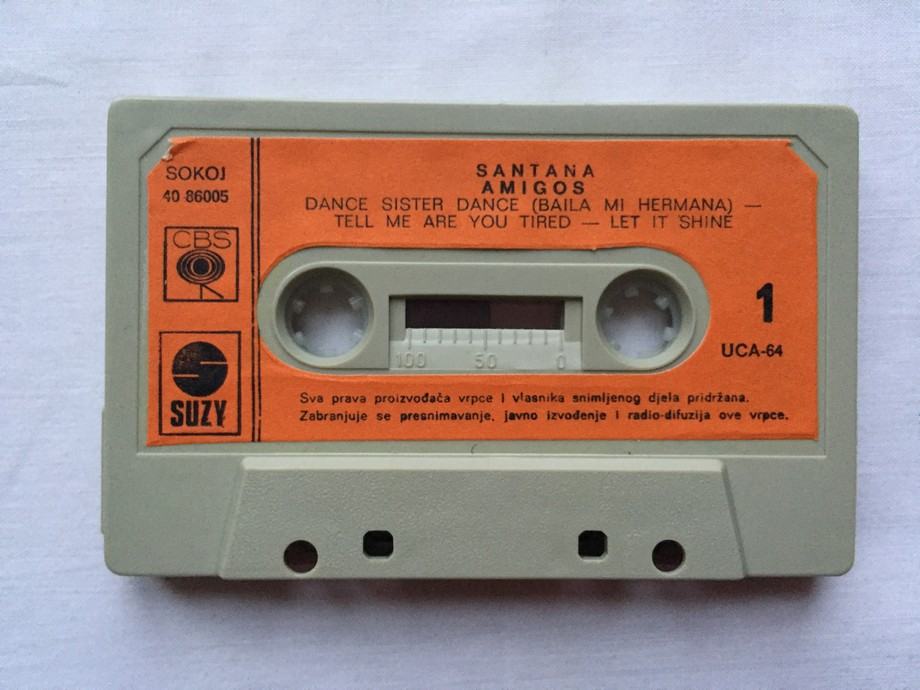 SOKOJ
40 86005
CBS
SUZY
SANTANA
AMIGOS
DANCE SISTER DANCE (BAILA MI HERMANA) —
TELL ME ARE YOU TIRED — LET IT SHINE
1
UCA-64
100 50 0
Sva prava proizvođača vrpce i vlasnika snimljenog djela pridržana.
Zabranjuje se presnimavanje, javno izvođenje i radio-difuzija ove vrpce.